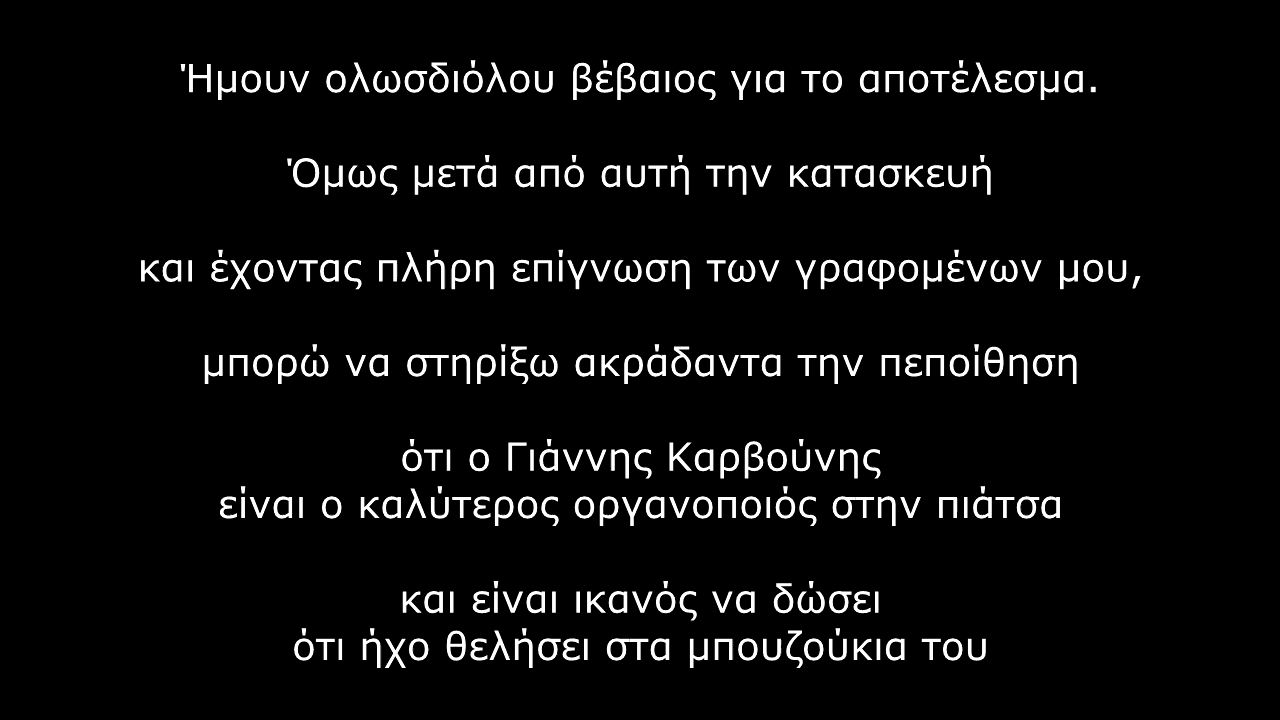 Ήμουν ολωσδιόλου βέβαιος για το αποτέλεσμα.
Όμως μετά από αυτή την κατασκευή
και έχοντας πλήρη επίγνωση των γραφομένων μου,
μπορώ να στηρίξω ακράδαντα την πεποίθηση
ότι ο Γιάννης Καρβούνης
είναι ο καλύτερος οργανοποιός στην πιάτσα
και είναι ικανός να δώσει
ότι ήχο θελήσει στα μπουζούκια του